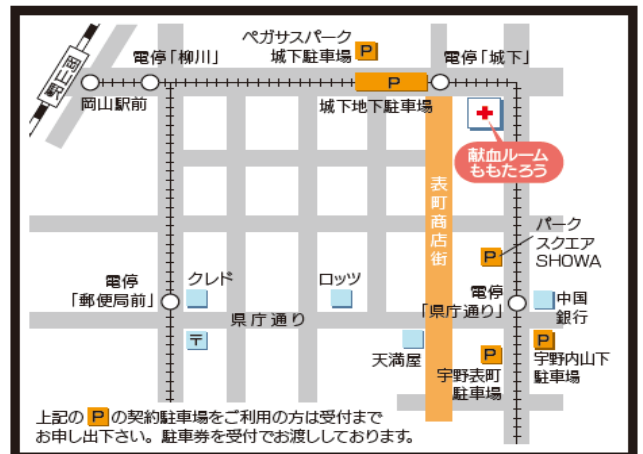 ペガサスパーク
城下駐車場
P
電停「柳川」
電停「城下」
岡山駅
P
岡山駅前
城下地下駐車場
献血ルーム
ももたろう
表町商店街
パーク
スクエア
SHOWA
P
電停
「郵便局前」
クレド
ロッツ
電停
「県庁通り」
中国
銀行
県庁通り
〒
天満屋
P
宇野表町
駐車場
P
宇野内山下
駐車場
上記の P の契約駐車場をご利用の方は受付まで
お申し出下さい。駐車券を受付でお渡ししております。